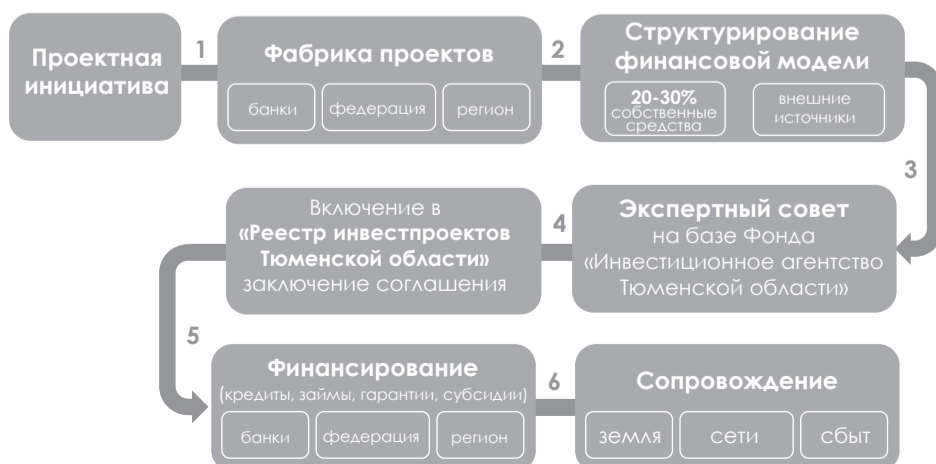 Проектная
инициатива
1
Фабрика проектов
банки
федерация
регион
2
Структурирование
финансовой модели
20-30%
собственные
средства
внешние
источники
3
Экспертный совет
на базе Фонда
«Инвестиционное агентство
Тюменской области»
4
Включение в
«Реестр инвестпроектов
Тюменской области»
заключение соглашения
5
Финансирование
(кредиты, займы, гарантии, субсидии)
банки
федерация
регион
6
Сопровождение
земля
сети
сбыт